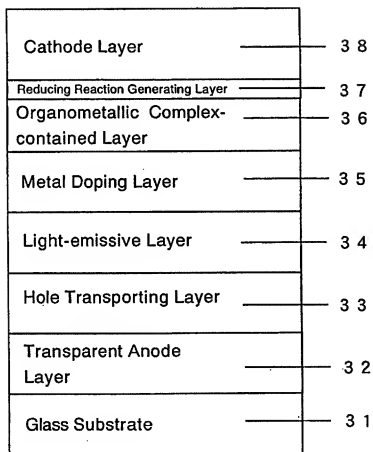 Cathode Layer 38
Reducing Reaction Generating Layer 37
Organometallic Complex- 36
contained Layer
Metal Doping Layer 35
Light-emissive Layer 34
Hole Transporting Layer 33
Transparent Anode 32
Layer
Glass Substrate 31